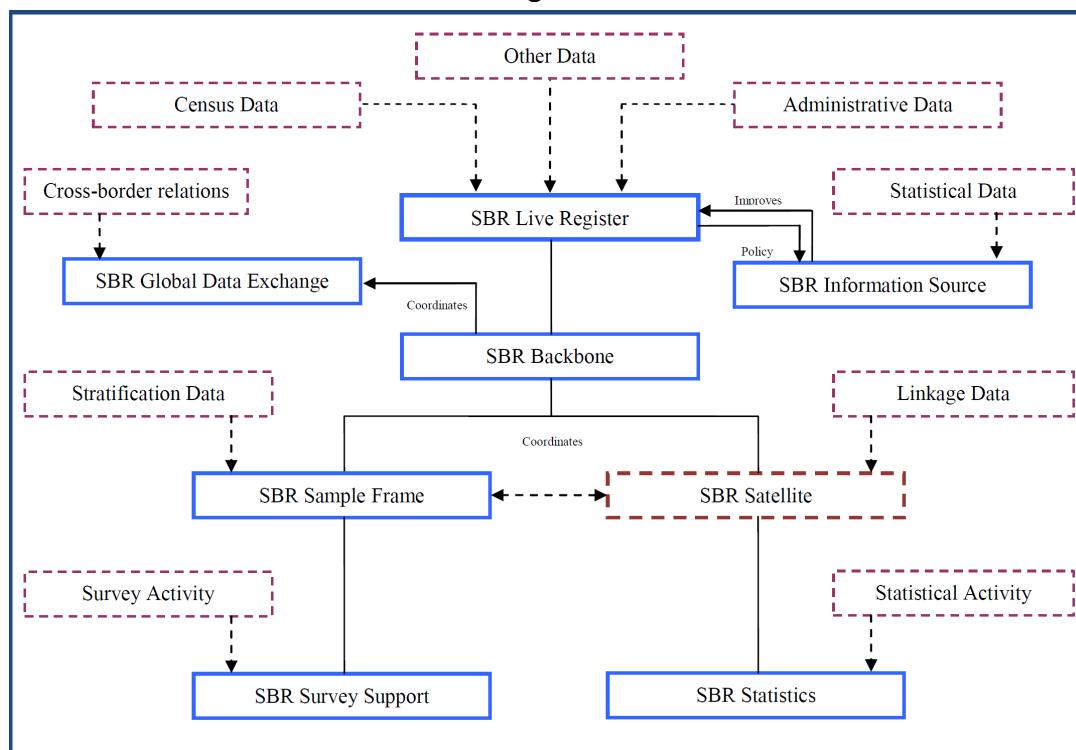 Other Data
Census Data
Administrative Data
Cross-border relations
Statistical Data
SBR Live Register
Improves
Policy
SBR Global Data Exchange
SBR Information Source
Coordinates
SBR Backbone
Stratification Data
Linkage Data
Coordinates
SBR Sample Frame
SBR Satellite
Survey Activity
Statistical Activity
SBR Survey Support
SBR Statistics